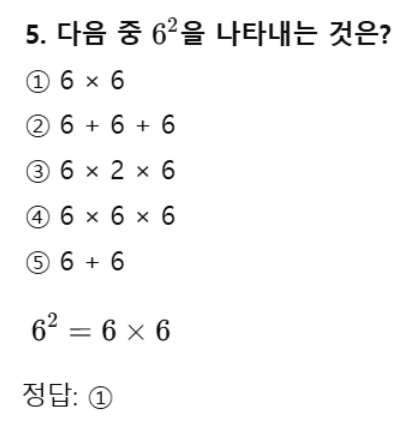 5. 다음 중 6²을 나타내는 것은?
① 6 × 6
② 6 + 6 + 6
③ 6 × 2 × 6
④ 6 × 6 × 6
⑤ 6 + 6
6² = 6 × 6
정답: ①